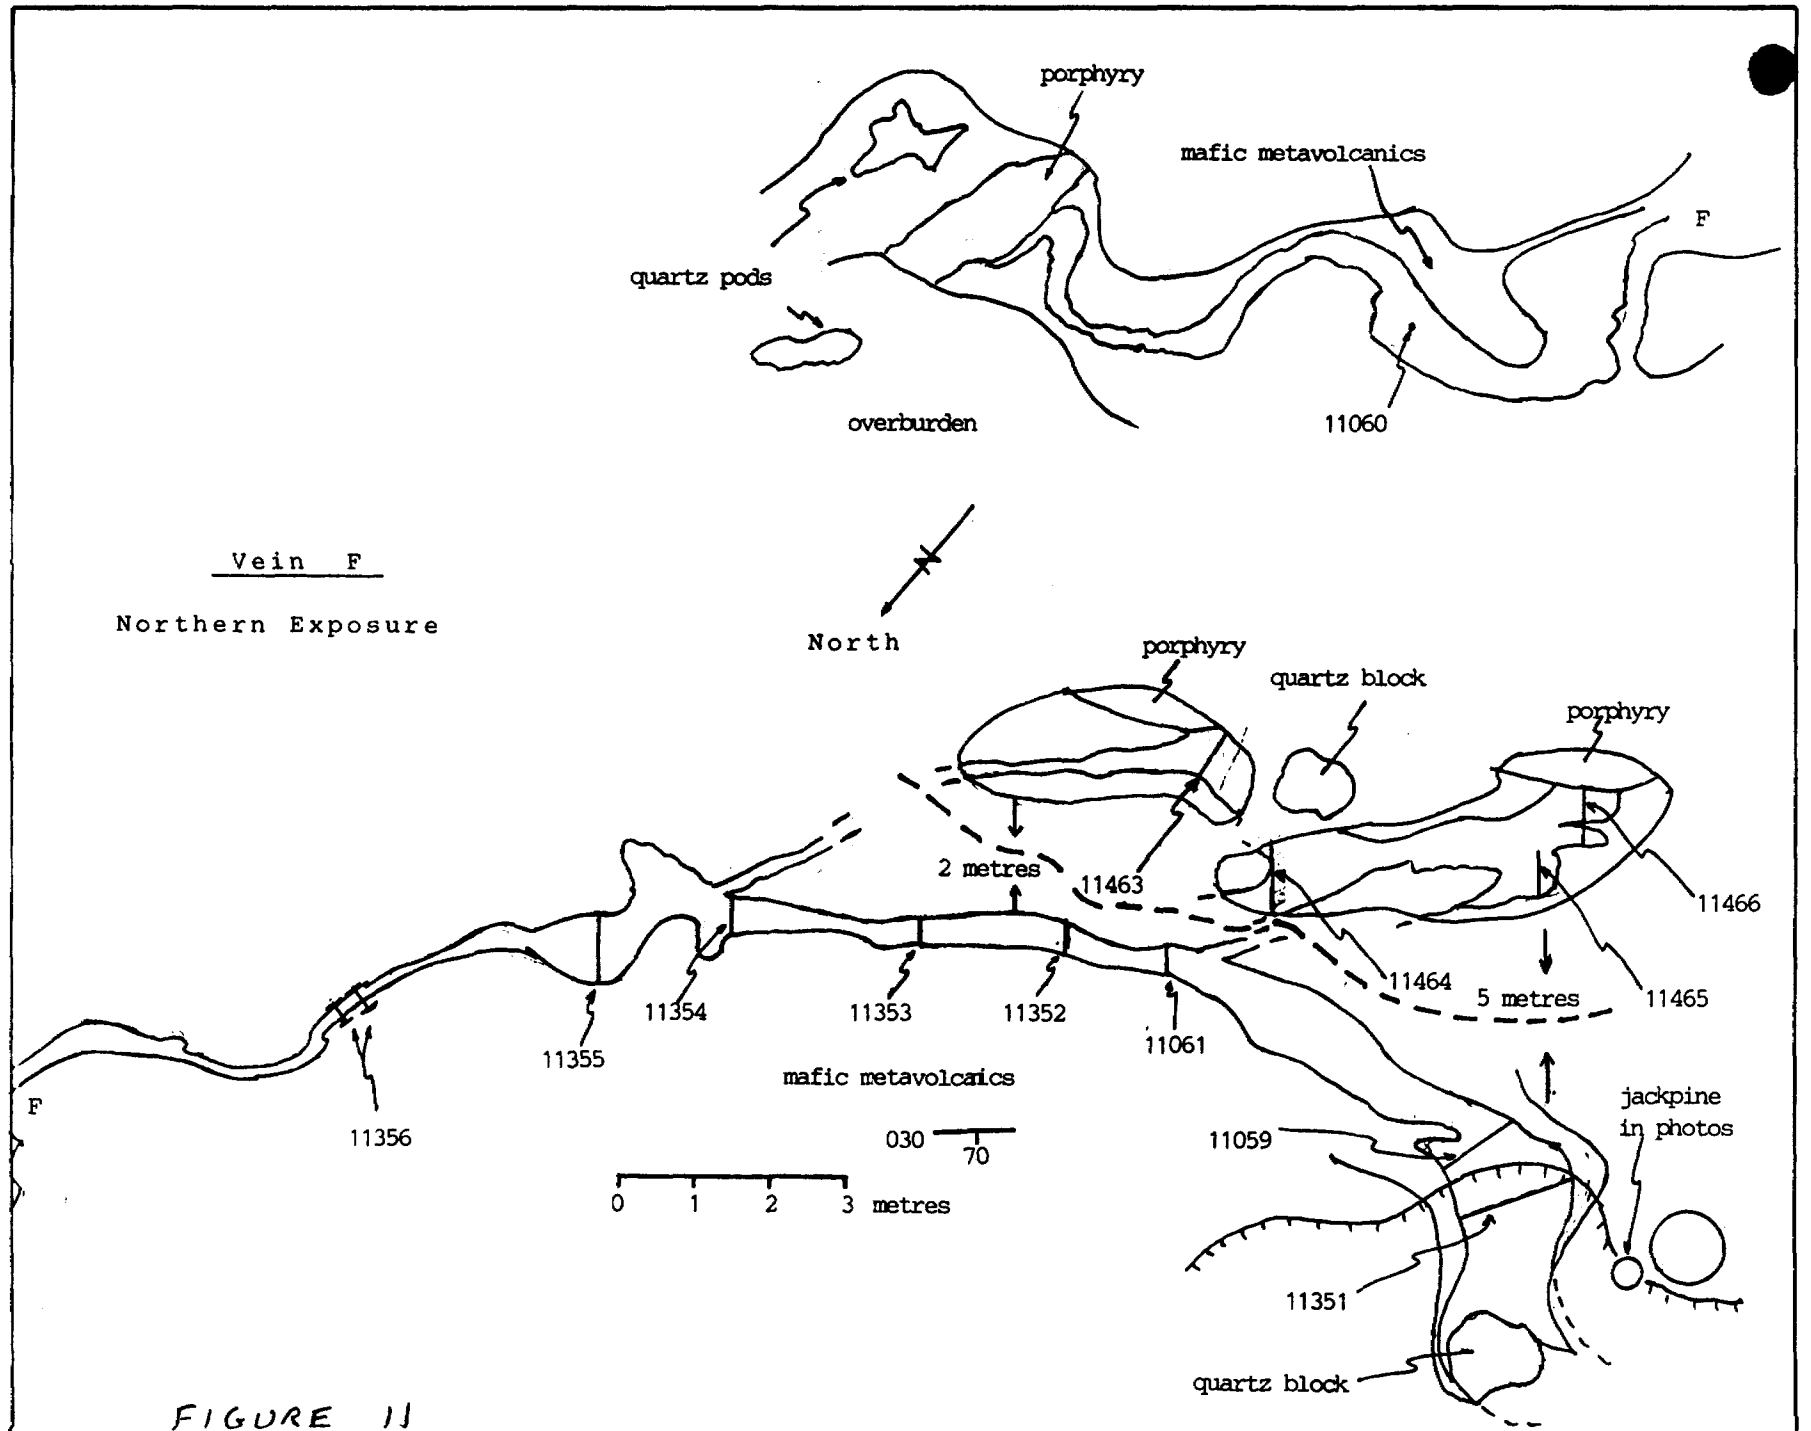 porphyry
mafic metavolcanics
F
quartz pods
overburden
11060
Vein F
Northern Exposure
North
porphyry
quartz block
porphyry
2 metres
11463
11466
11464
5 metres
11465
11354
11353
11352
11061
11355
mafic metavolcanics
F
11356
030
70
11059
jackpine
in photos
0 1 2 3 metres
11351
quartz block
FIGURE 11